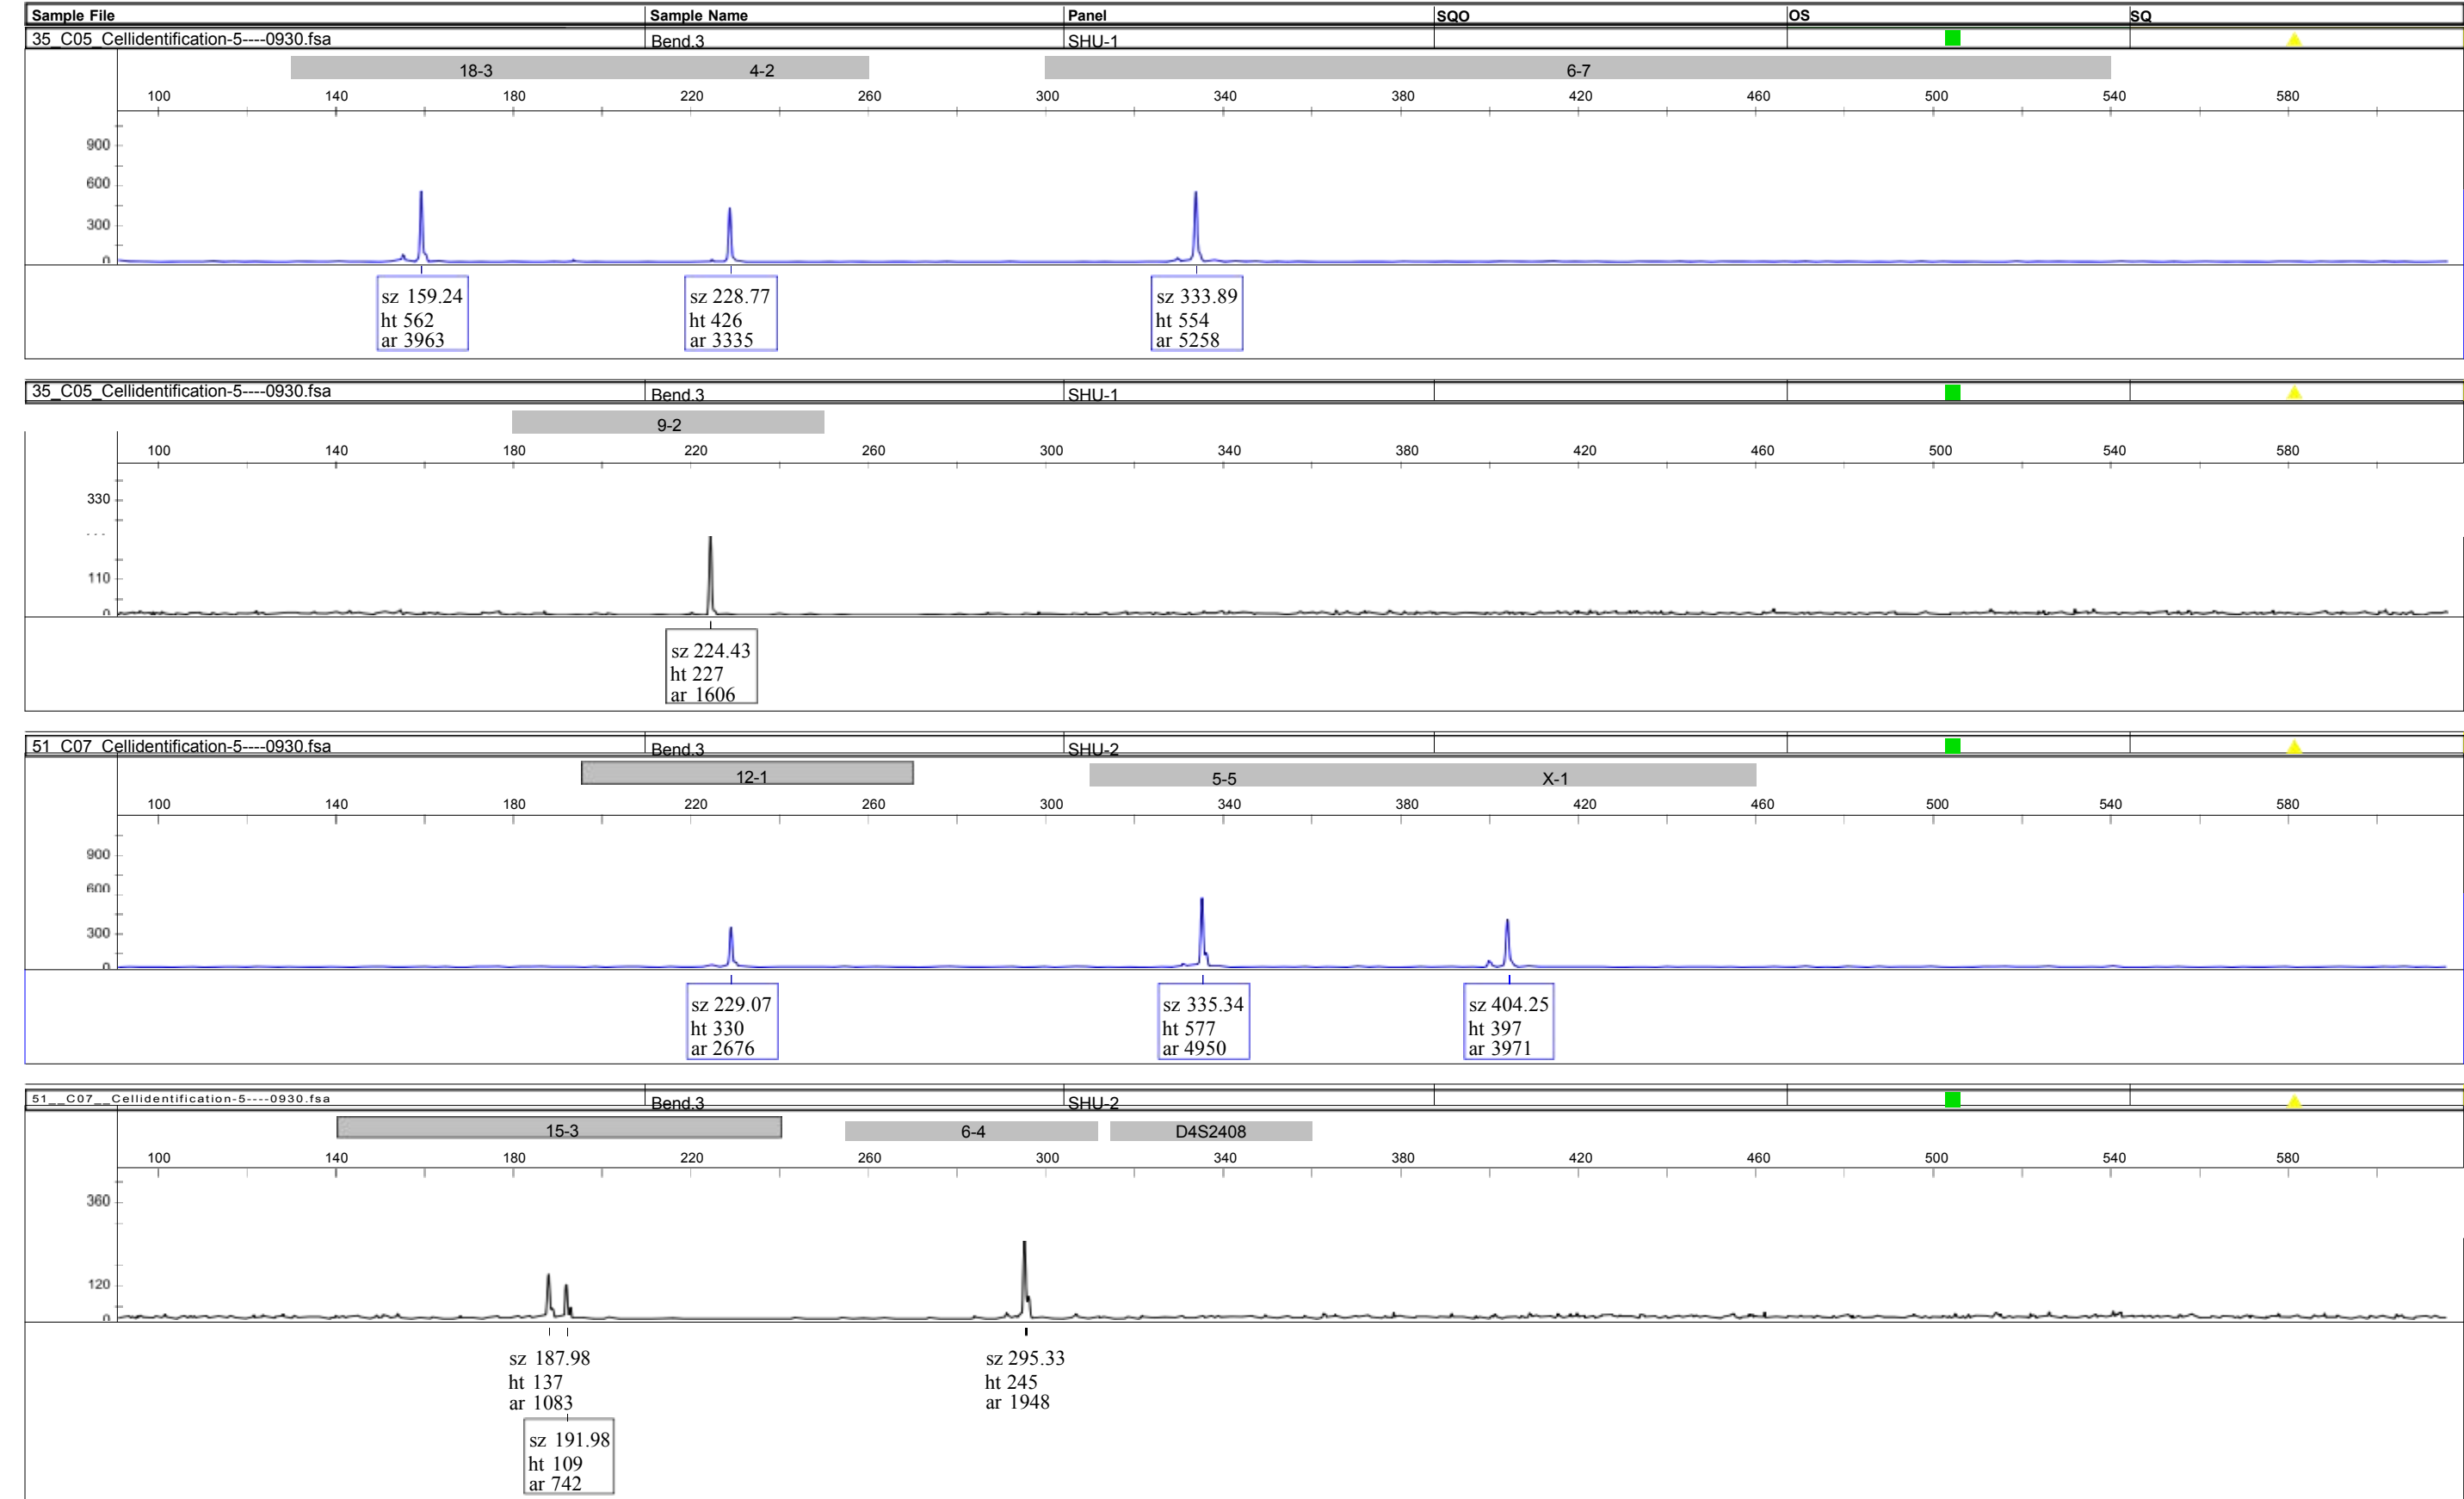 Sample File Sample Name Panel SQO OS SQ
35_C05_Cellidentification-5----0930.fsa Bend.3 SHU-1
18-3 4-2 6-7
100 140 180 220 260 300 340 380 420 460 500 540 580
900
600
300
0
sz 159.24 sz 228.77 sz 333.89
ht 562 ht 426 ht 554
ar 3963 ar 3335 ar 5258
35_C05_Cellidentification-5----0930.fsa Bend.3 SHU-1
9-2
100 140 180 220 260 300 340 380 420 460 500 540 580
330
110
0
sz 224.43
ht 227
ar 1606
51_C07_Cellidentification-5----0930.fsa Bend.3 SHU-2
12-1 5-5 X-1
100 140 180 220 260 300 340 380 420 460 500 540 580
900
600
300
0
sz 229.07 sz 335.34 sz 404.25
ht 330 ht 577 ht 397
ar 2676 ar 4950 ar 3971
51__C07__Cellidentification-5----0930.fsa Bend.3 SHU-2
15-3 6-4 D4S2408
100 140 180 220 260 300 340 380 420 460 500 540 580
360
120
0
sz 187.98 sz 295.33
ht 137 ht 245
ar 1083 ar 1948
sz 191.98
ht 109
ar 742